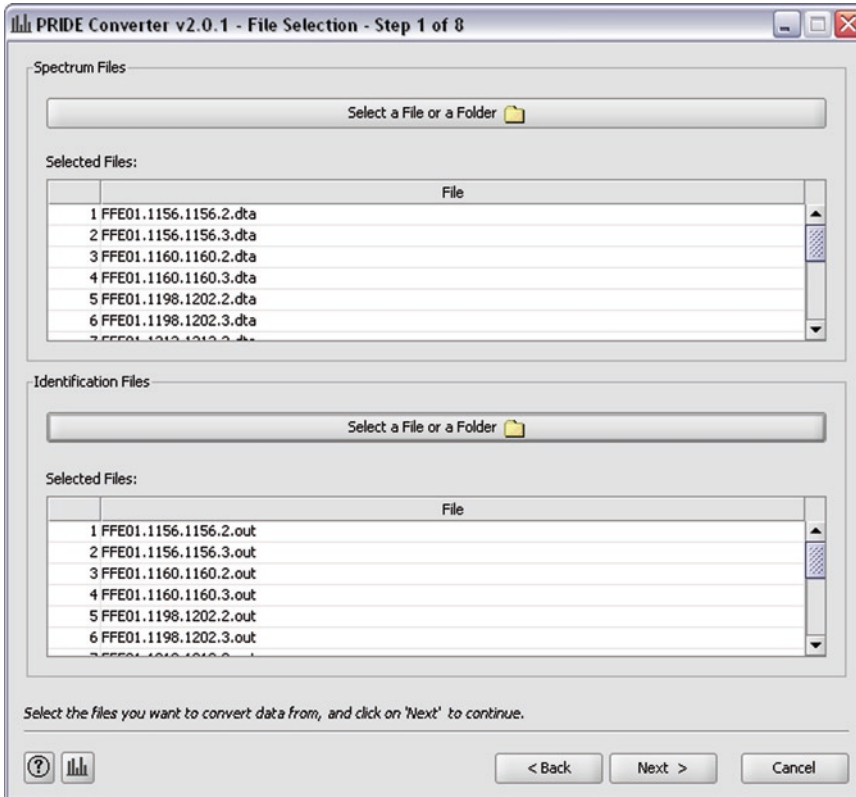 PRIDE Converter v2.0.1 - File Selection - Step 1 of 8
Spectrum Files
Select a File or a Folder
Selected Files:
File
1 FFE01.1156.1156.2.dta
2 FFE01.1156.1156.3.dta
3 FFE01.1160.1160.2.dta
4 FFE01.1160.1160.3.dta
5 FFE01.1198.1202.2.dta
6 FFE01.1198.1202.3.dta
Identification Files
Select a File or a Folder
Selected Files:
File
1 FFE01.1156.1156.2.out
2 FFE01.1156.1156.3.out
3 FFE01.1160.1160.2.out
4 FFE01.1160.1160.3.out
5 FFE01.1198.1202.2.out
6 FFE01.1198.1202.3.out
Select the files you want to convert data from, and click on 'Next' to continue.
? < Back Next > Cancel